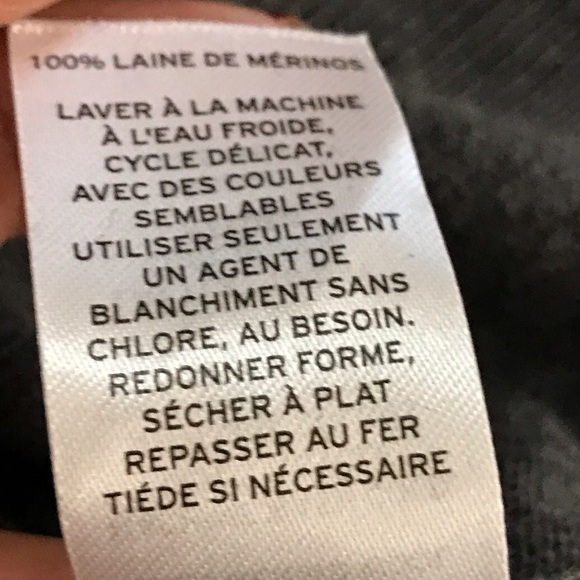 100% LAINE DE MÉRINOS
LAVER À LA MACHINE
À L'EAU FROIDE,
CYCLE DÉLICAT,
AVEC DES COULEURS
SEMBLABLES
UTILISER SEULEMENT
UN AGENT DE
BLANCHIMENT SANS
CHLORE, AU BESOIN.
REDONNER FORME,
SÉCHER À PLAT
REPASSER AU FER
TIÉDE SI NÉCESSAIRE